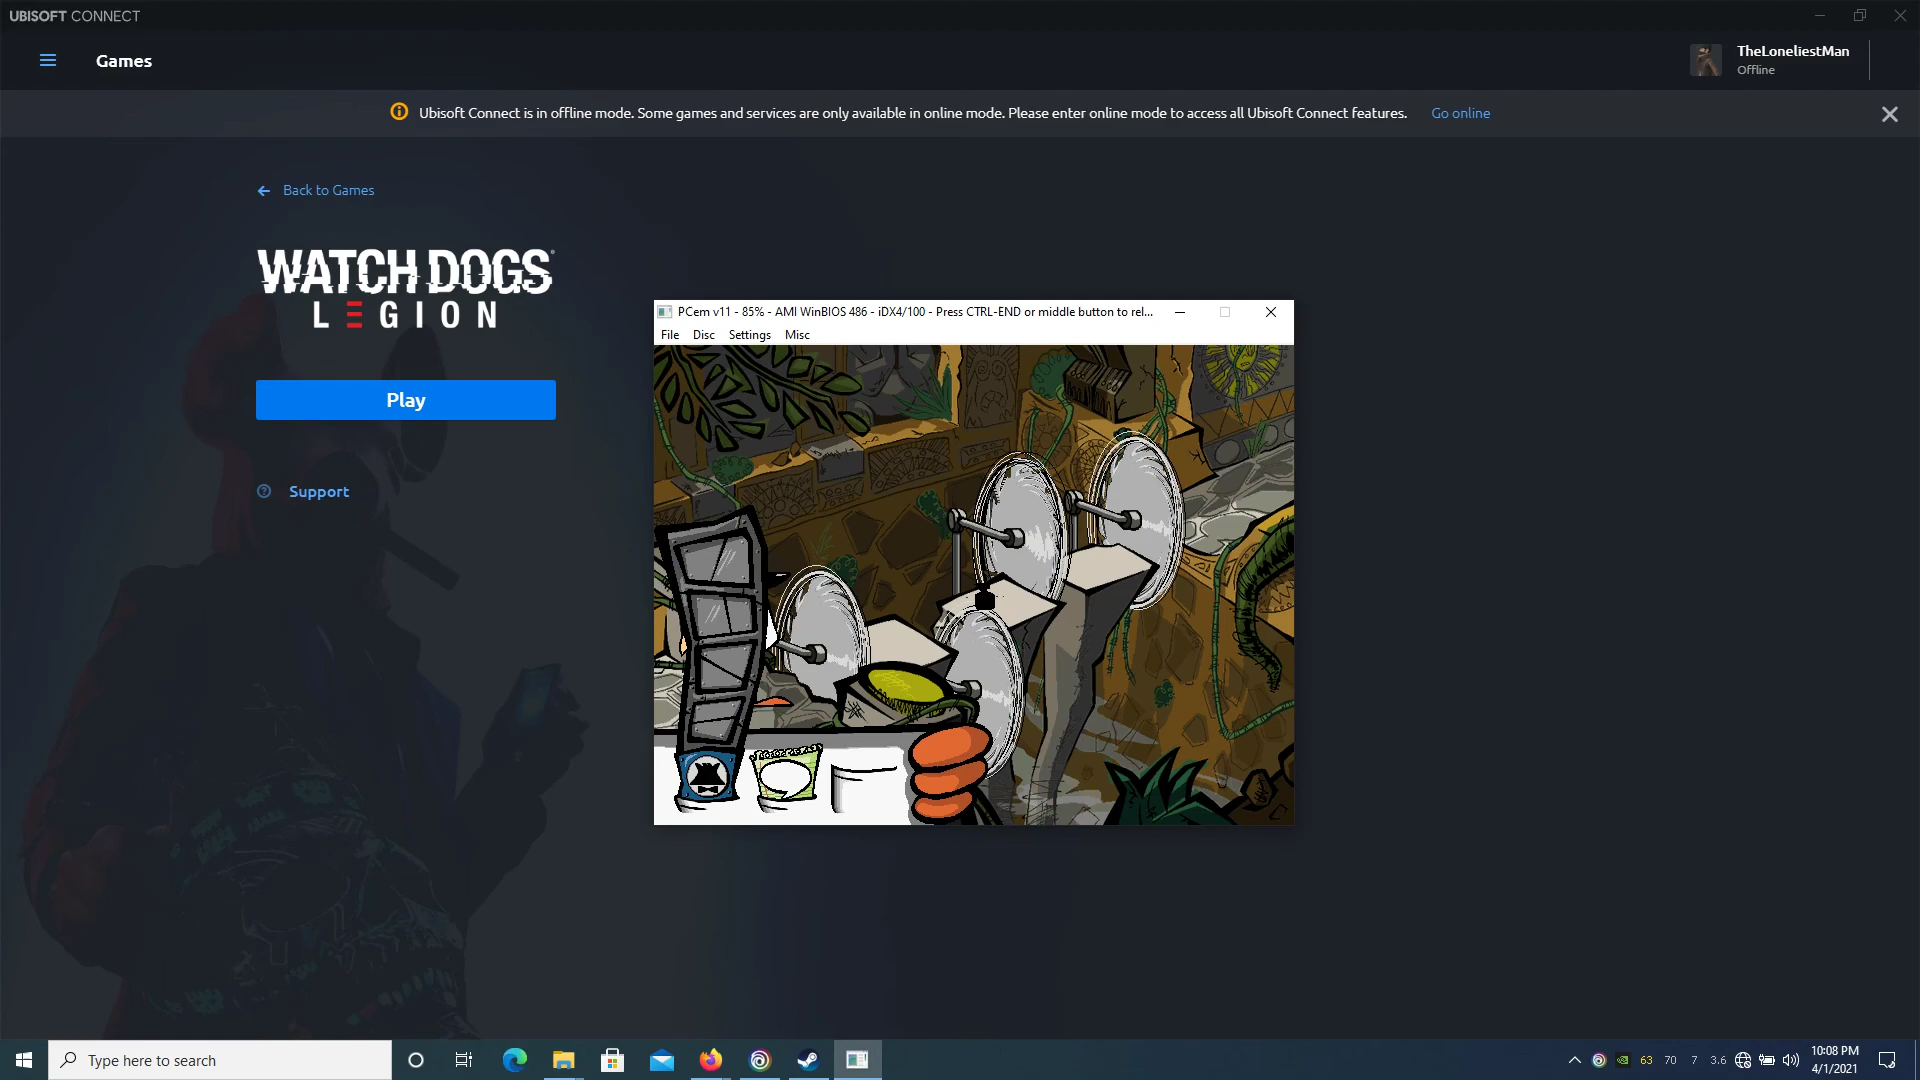 UBISOFT CONNECT
Games
TheLoneliestMan
Offline
Ubisoft Connect is in offline mode. Some games and services are only available in online mode. Please enter online mode to access all Ubisoft Connect features. Go online
Back to Games
WATCH DOGS
LEGION
Play
Support
PCem v11 - 85% - AMI WinBIOS 486 - iDX4/100 - Press CTRL-END or middle button to rel...
File Disc Settings Misc
Type here to search
63 70 7 3.6
10:08 PM
4/1/2021